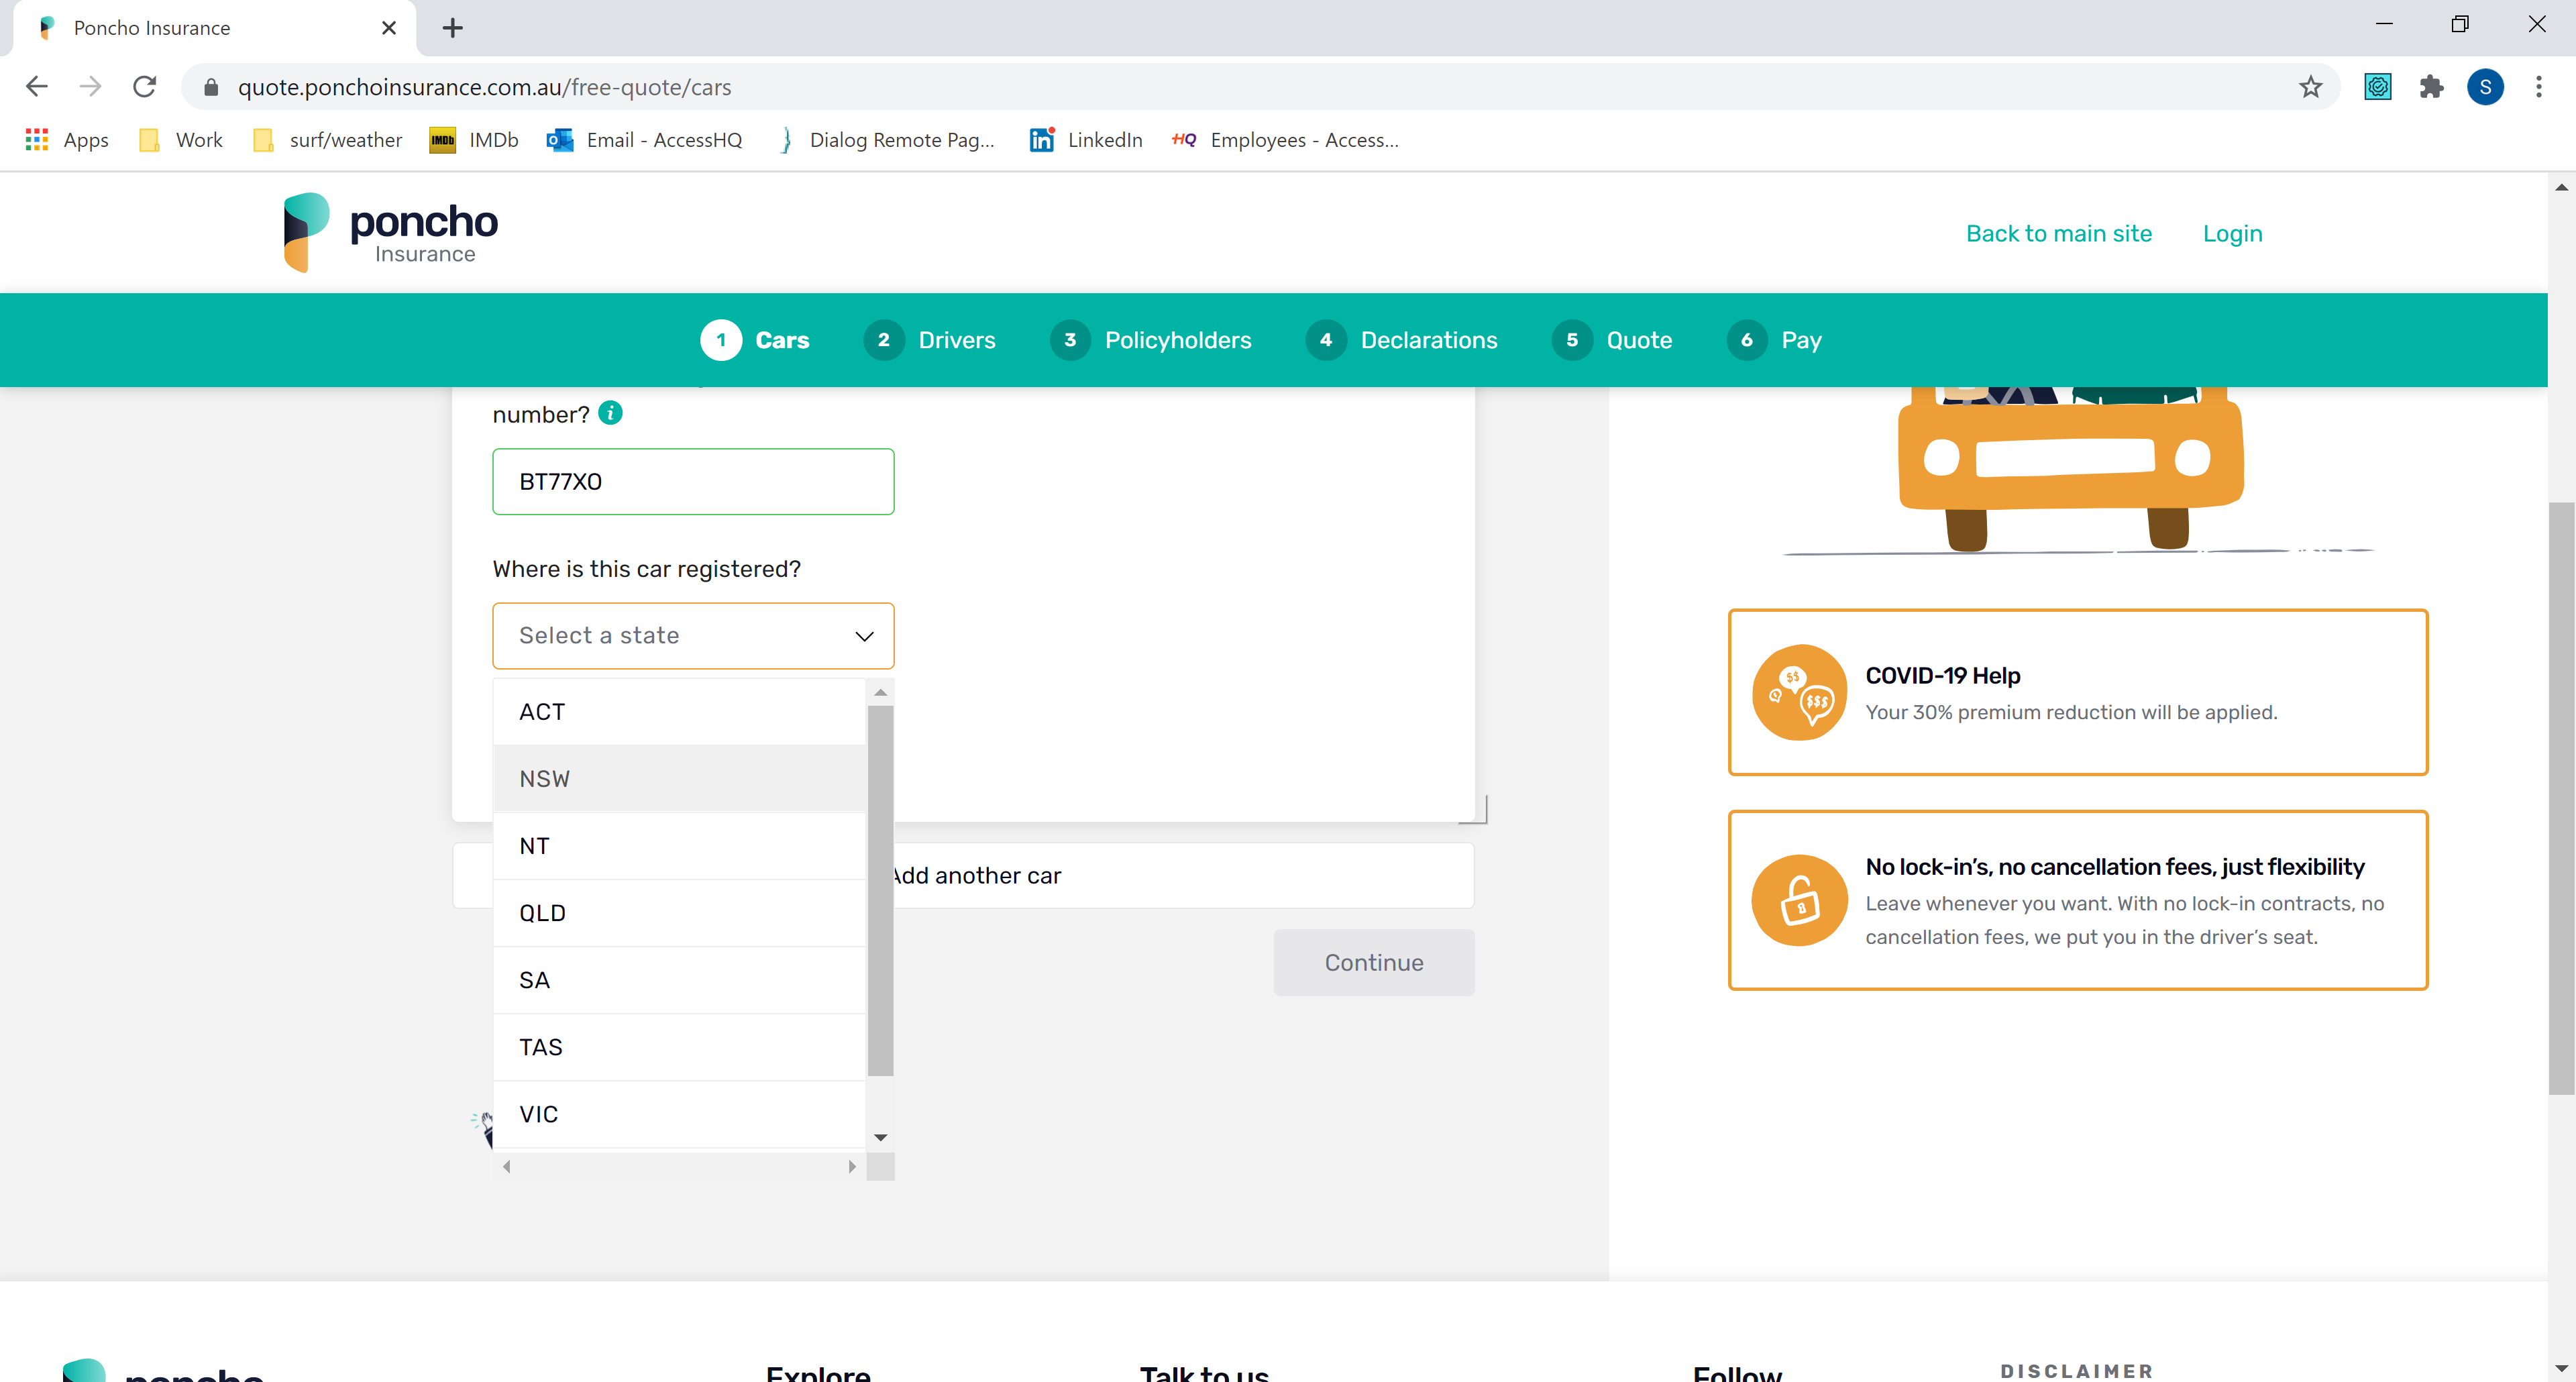 Poncho Insurance
quote.ponchoinsurance.com.au/free-quote/cars
S
Apps
Work
surf/weather
IMDb
IMDb
Email - AccessHQ
Dialog Remote Pag...
in
LinkedIn
HQ
Employees - Access...
poncho
Insurance
Back to main site
Login
1 Cars
2 Drivers
3 Policyholders
4 Declarations
5 Quote
6 Pay
number? i
BT77XO
Where is this car registered?
Select a state
ACT
NSW
NT
QLD
SA
TAS
VIC
Add another car
Continue
$$
$$$
COVID-19 Help
Your 30% premium reduction will be applied.
No lock-in's, no cancellation fees, just flexibility
Leave whenever you want. With no lock-in contracts, no
cancellation fees, we put you in the driver's seat.
poncho
Explore
Talk to us
Follow
DISCLAIMER